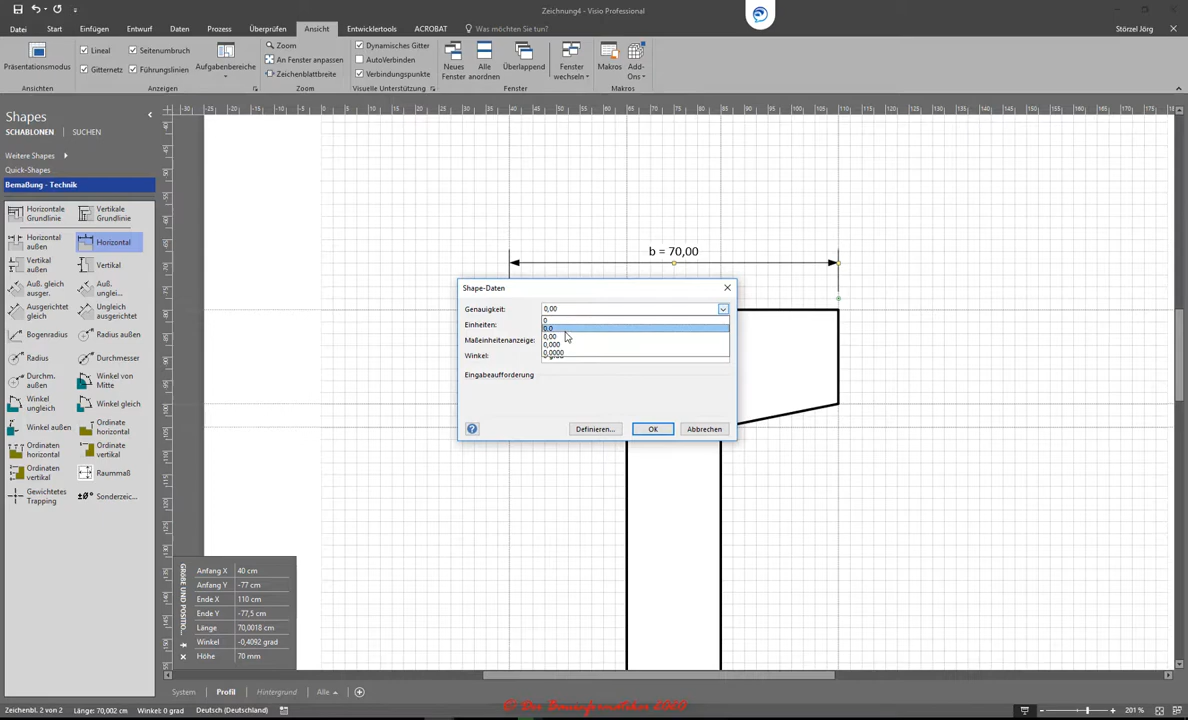 Zeichnung4 - Visio Professional
Datei Start Einfügen Entwurf Daten Prozess Überprüfen Ansicht Entwicklertools ACROBAT Was möchten Sie tun? Störzel Jörg
Präsentationsmodus
Ansichten
Lineal
Seitenumbruch
Gitternetz
Führungslinien
Aufgabenbereiche
Anzeigen
Zoom
An Fenster anpassen
Zeichenblattbreite
Zoom
Dynamisches Gitter
AutoVerbinden
Verbindungspunkte
Visuelle Unterstützung
Neues
Fenster
Alle
anordnen
Überlappend
Fenster
wechseln
Fenster
Makros
Add-
Ons
Makros
Shapes
SCHABLONEN SUCHEN
Weitere Shapes
Quick-Shapes
Bemaßung - Technik
Horizontale
Grundlinie
Vertikale
Grundlinie
Horizontal
außen
Horizontal
Vertikal
außen
Vertikal
Auß. gleich
ausger.
Auß.
unglei...
Ausgerichtet
gleich
Ungleich
ausgerichtet
Bogenradius
Radius außen
Radius
Durchmesser
Durchm.
außen
Winkel von
Mitte
Winkel
ungleich
Winkel gleich
Winkel außen
Ordinate
horizontal
Ordinaten
horizontal
Ordinate
vertikal
Ordinaten
vertikal
Raummaß
Gewichtetes
Trapping
±0° Sonderzeic...
b = 70,00
Shape-Daten
Genauigkeit: 0,00
Einheiten:
Maßeinheitenanzeige:
Winkel:
0
0,0
0,00
0,000
0,0000
Eingabeaufforderung
Definieren... OK Abbrechen
GRÖßE UND POSITIO...
Anfang X 40 cm
Anfang Y -77 cm
Ende X 110 cm
Ende Y -77,5 cm
Länge 70,0018 cm
Winkel -0,4092 grad
Höhe 70 mm
System Profil Hintergrund Alle
© Der Bauinformatiker 2020
Zeichenbl. 2 von 2 Länge: 70,002 cm Winkel: 0 grad Deutsch (Deutschland) 201 %